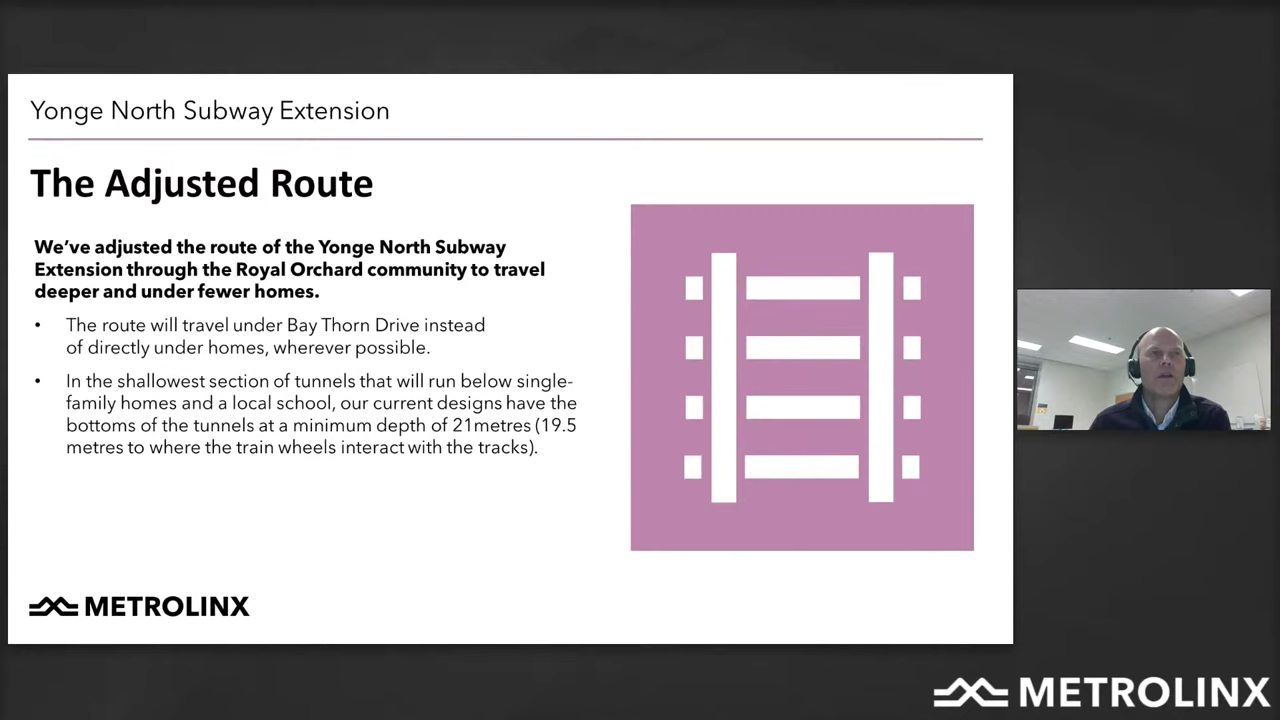 Yonge North Subway Extension
The Adjusted Route
We've adjusted the route of the Yonge North Subway
Extension through the Royal Orchard community to travel
deeper and under fewer homes.
• The route will travel under Bay Thorn Drive instead
of directly under homes, wherever possible.
• In the shallowest section of tunnels that will run below single-
family homes and a local school, our current designs have the
bottoms of the tunnels at a minimum depth of 21metres (19.5
metres to where the train wheels interact with the tracks).
METROLINX
METROLINX